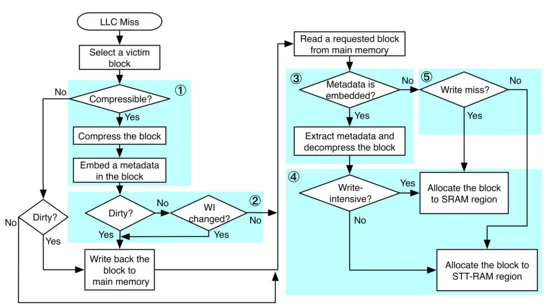 LLC Miss
Select a victim
block
①
No
Compressible?
Yes
Compress the block
Embed a metadata
in the block
②
No
Dirty?
No
Dirty?
WI
changed?
No
Yes
Yes
Yes
Write back the
block to
main memory
Read a requested block
from main memory
③
Metadata is
embedded?
No
Yes
Extract metadata and
decompress the block
⑤
Write miss?
No
Yes
④
Write-
intensive?
Yes
No
Allocate the block
to SRAM region
Allocate the block to
STT-RAM region